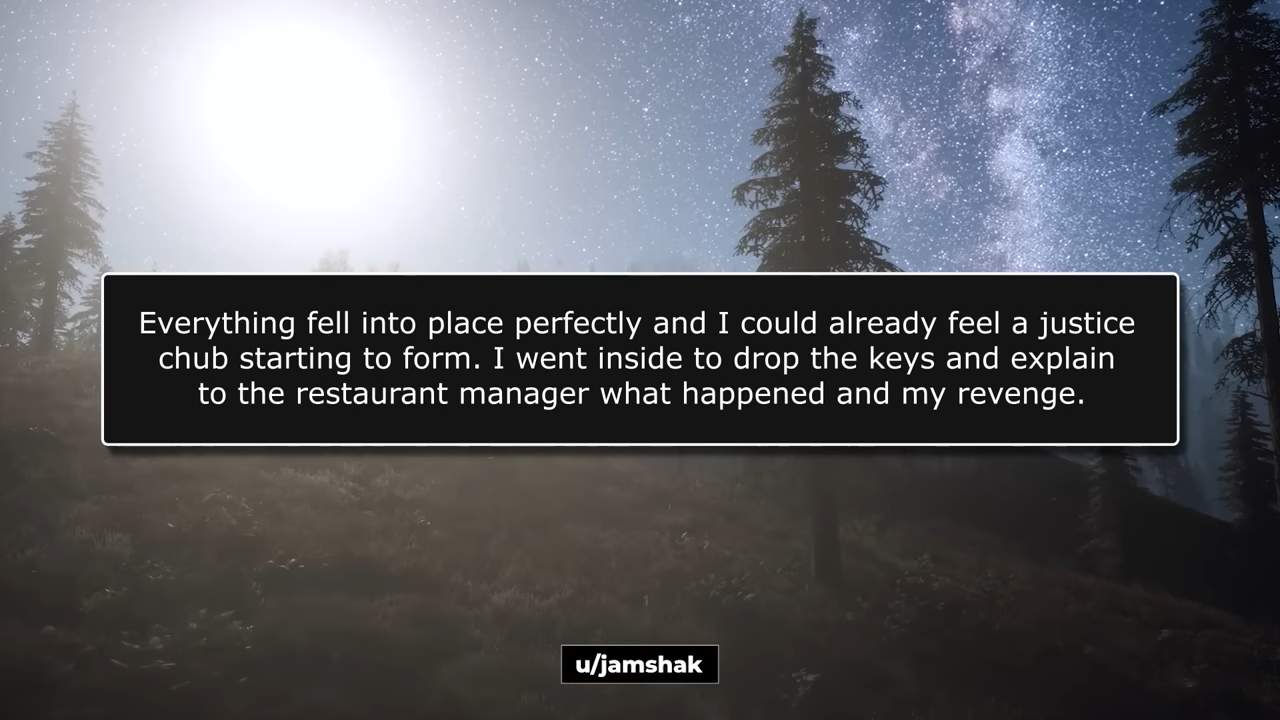 Everything fell into place perfectly and I could already feel a justice
chub starting to form. I went inside to drop the keys and explain
to the restaurant manager what happened and my revenge.
u/jamshak